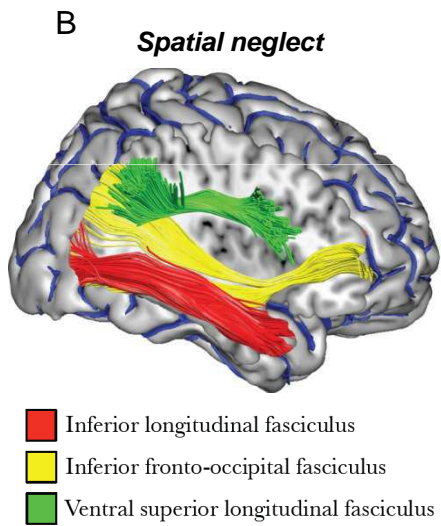 B
Spatial neglect
Inferior longitudinal fasciculus
Inferior fronto-occipital fasciculus
Ventral superior longitudinal fasciculus